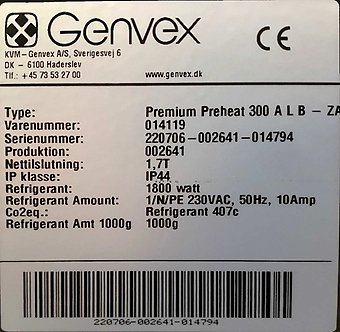 Genvex
KVM-Genvex A/S, Sverigesvej 6
DK - 6100 Haderslev
Tlf.: +45 73 53 27 00
www.genvex.dk
CE
Type: Premium Preheat 300 A L B - ZA
Varenummer: 014119
Serienummer: 220706-002641-014794
Produktion: 002641
Nettilslutning: 1,7T
IP klasse: IP44
Refrigerant: 1800 watt
Refrigerant Amount: 1/N/PE 230VAC, 50Hz, 10Amp
Co2eq.: Refrigerant 407c
Refrigerant Amt 1000g 1000g
220706-002641-014794